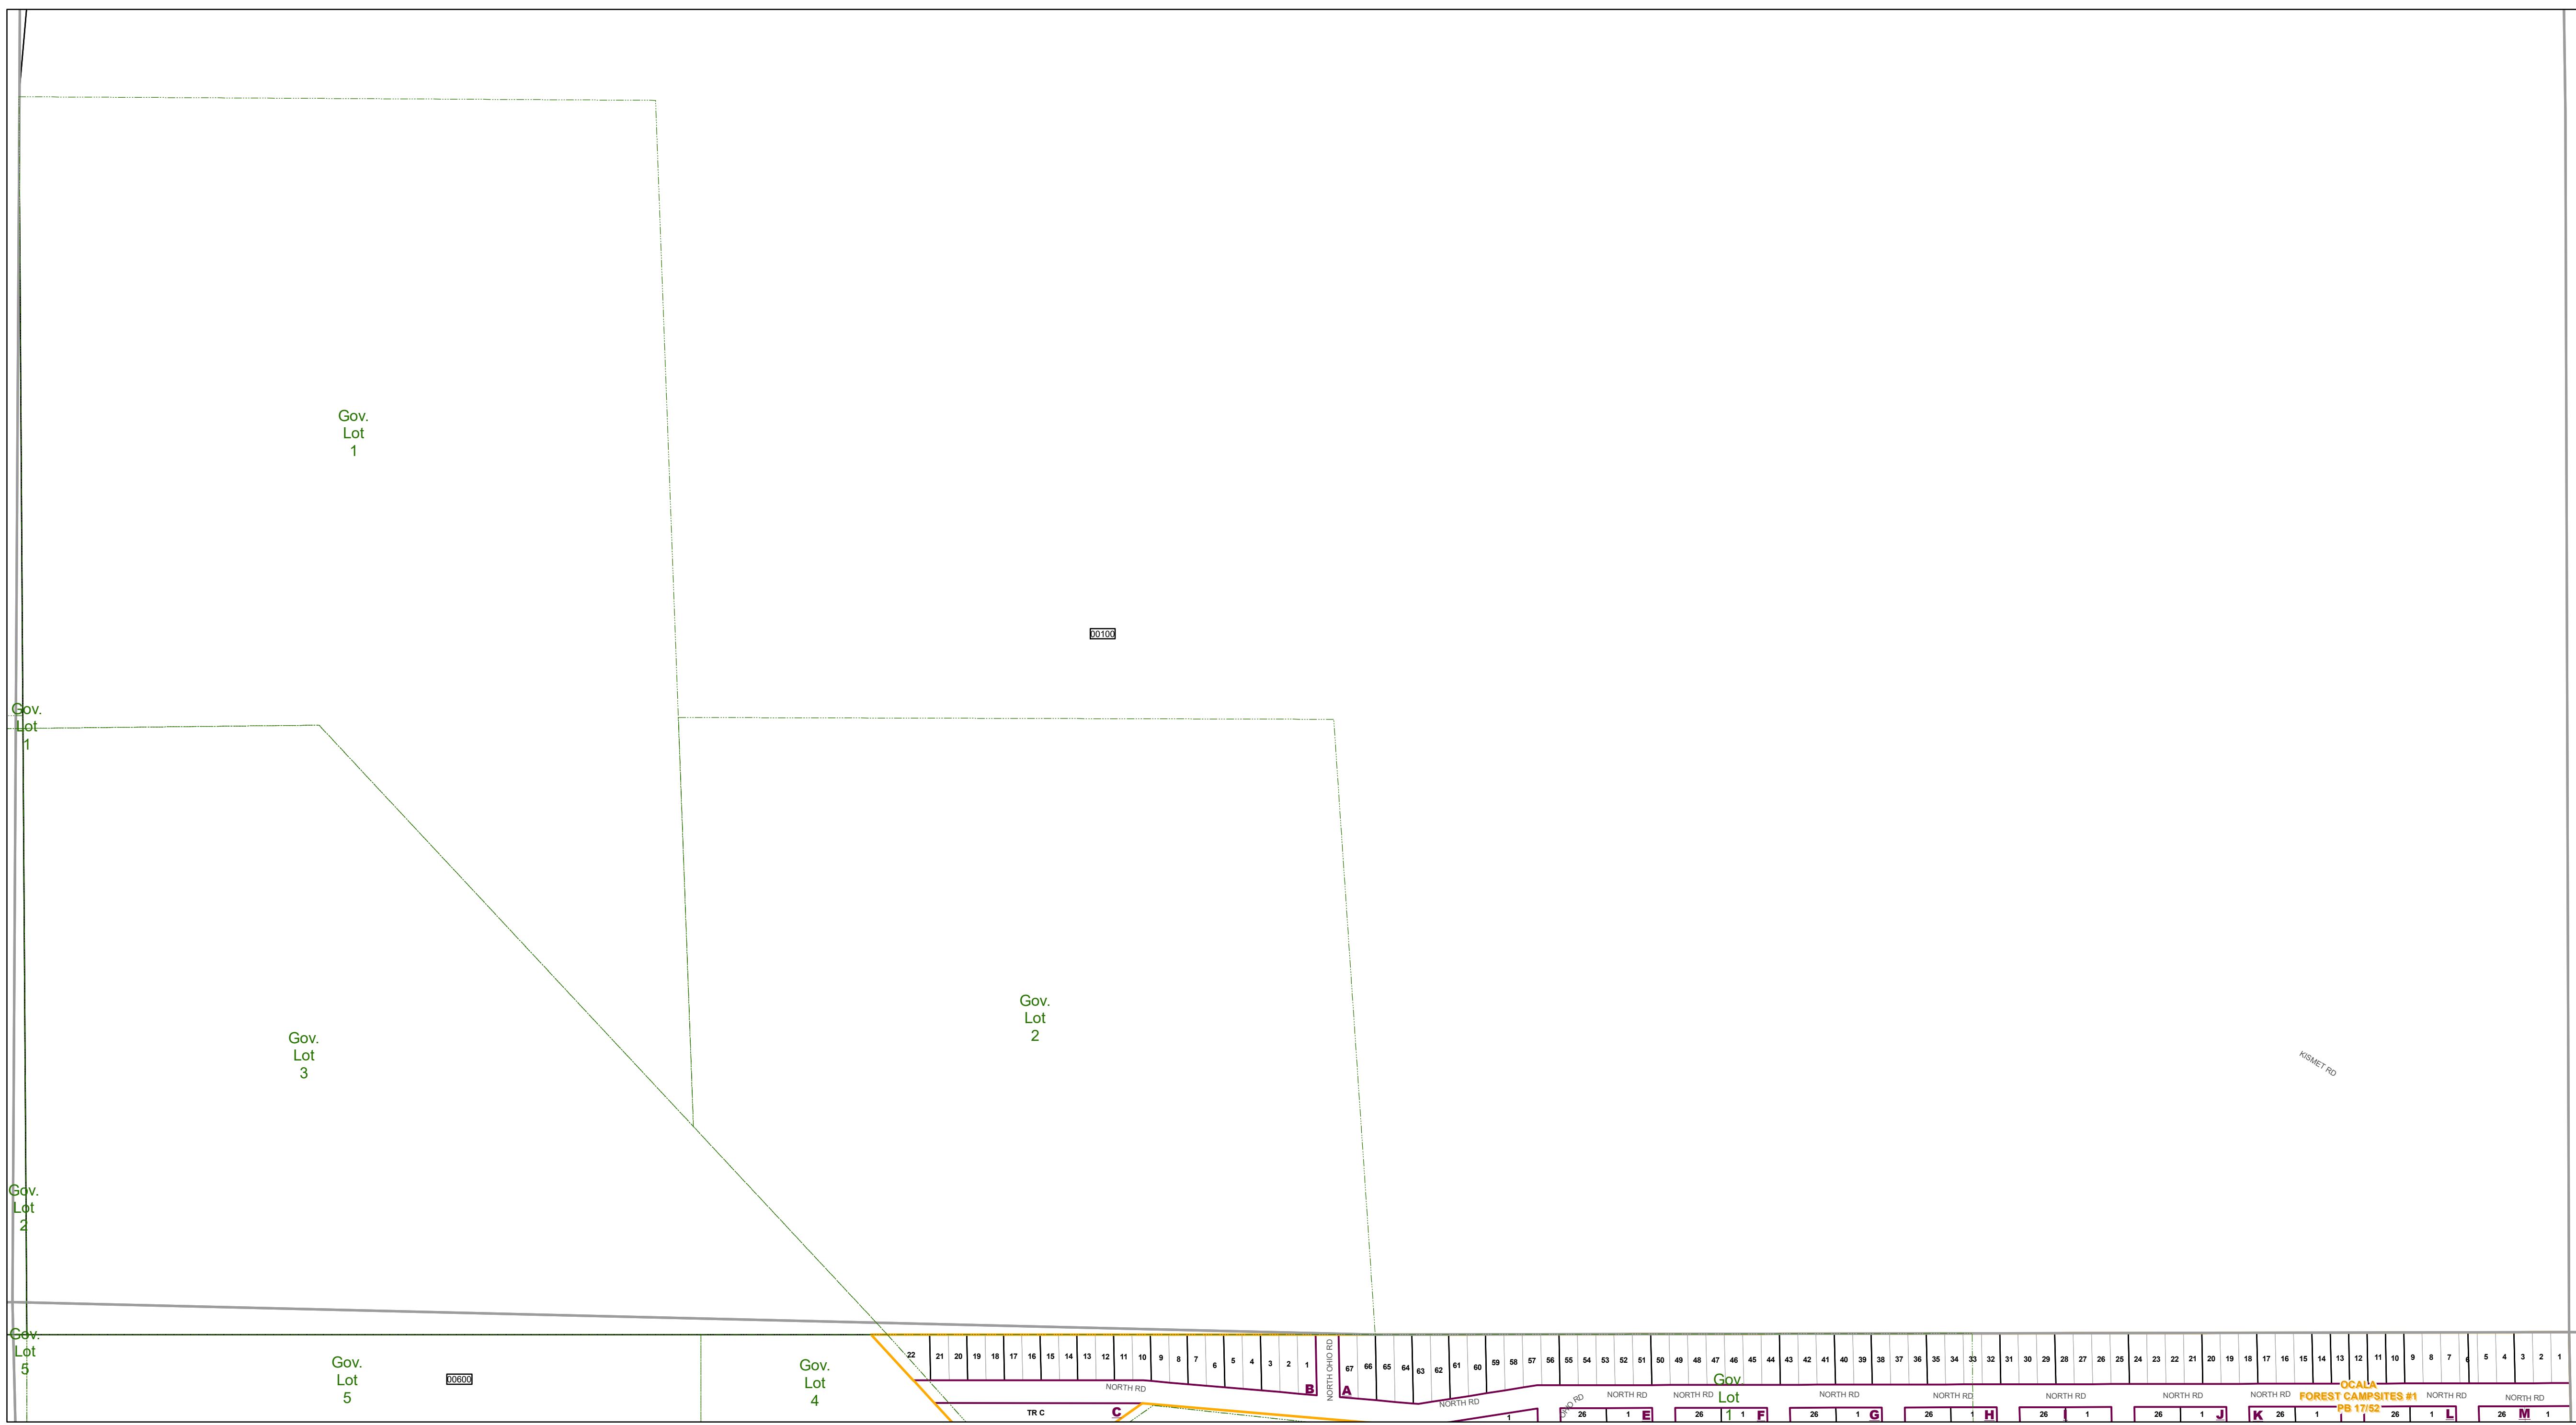 Gov.
Lot
1
00100
Gov.
Lot
1
Gov.
Lot
2
Gov.
Lot
3
KISMET RD
Gov.
Lot
2
Gov.
Lot
5
Gov.
Lot
5
00600
Gov.
Lot
4
22 21 20 19 18 17 16 15 14 13 12 11 10 9 8 7 6 5 4 3 2 1
B
NORTH OHIO RD
A
67 66 65 64 63 62 61 60 59 58 57 56 55 54 53 52 51 50 49 48 47 46 45 44 43 42 41 40 39 38 37 36 35 34 33 32 31 30 29 28 27 26 25 24 23 22 21 20 19 18 17 16 15 14 13 12 11 10 9 8 7 6 5 4 3 2 1
Gov.
Lot
1
NORTH RD
NORTH RD
NORTH RD
NORTH RD
NORTH RD
NORTH RD
NORTH RD
NORTH RD
NORTH RD
NORTH RD
NORTH RD
OCALA
FOREST CAMPSITES #1
PB 17/52
TR C
C
1
26 1 E
26 1 F
26 1 G
26 1 H
26 I 1
26 1 J
K 26 1
26 1 L
26 M 1